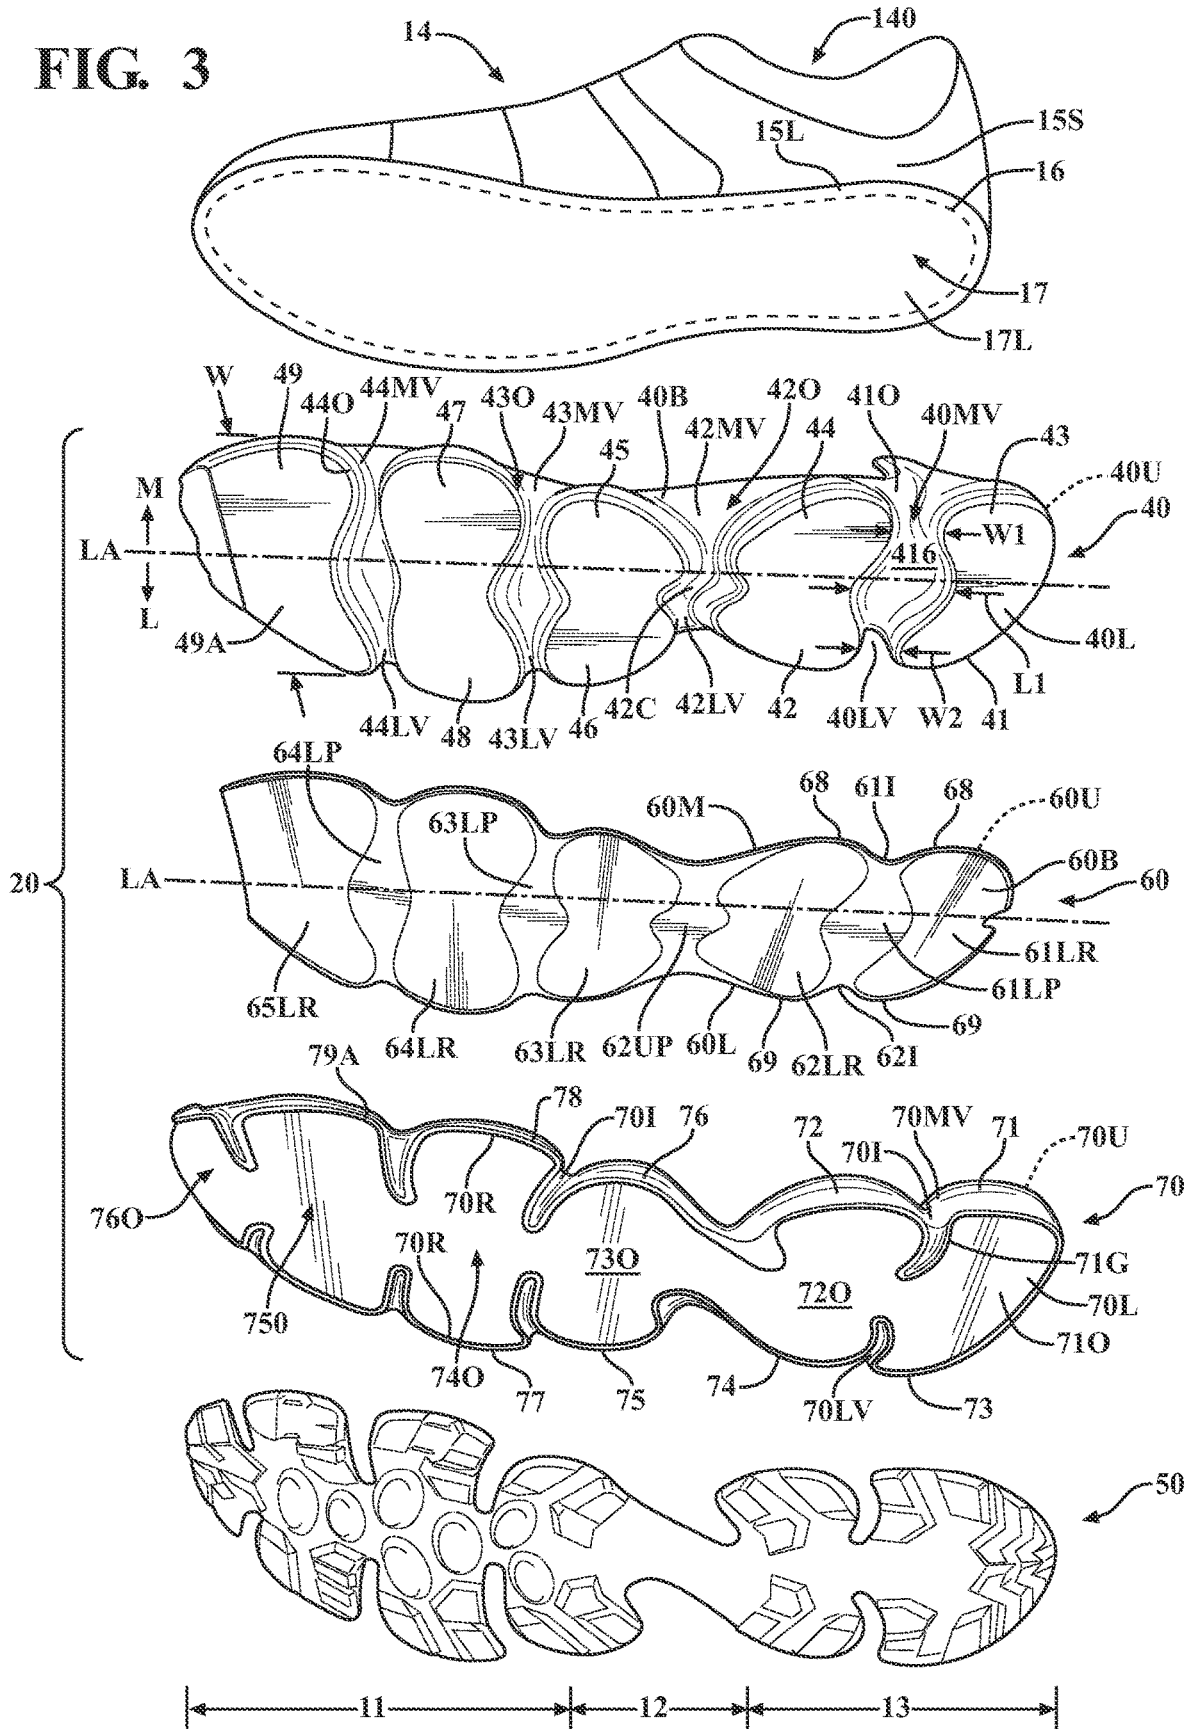 FIG. 3
14
140
15L
15S
16
17
17L
W
49
44O
44MV
47
43O
43MV
45
40B
42MV
42O
44
41O
40MV
43
40U
40
M
LA
L
W1
416
49A
40L
L1
44LV
48
43LV
46
42C
42LV
42
40LV
W2
41
20
64LP
63LP
60M
68
61I
68
60U
60B
60
LA
61LR
61LP
65LR
64LR
63LR
62UP
60L
69
62LR
62I
69
79A
78
70I
76
72
70I
70MV
71
70U
70
76O
70R
70R
73O
72O
71G
70L
71O
750
74O
77
75
74
70LV
73
50
11
12
13